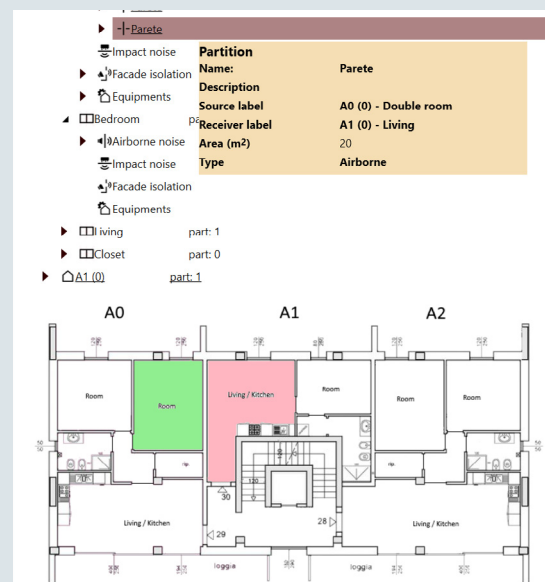 Parete
Impact noise
Partition
Name: Parete
Facade isolation
Description
Equipments
Source label A0 (0) - Double room
Bedroom
Receiver label A1 (0) - Living
Airborne noise
Area (m²) 20
Impact noise
Type Airborne
Facade isolation
Equipments
Living part: 1
Closet part: 0
A1 (0) part: 1
A0 A1 A2
Room
Room
Living / Kitchen
Room
Room
Room
120
120
30
29
28
Living / Kitchen
Living / Kitchen
loggia
loggia